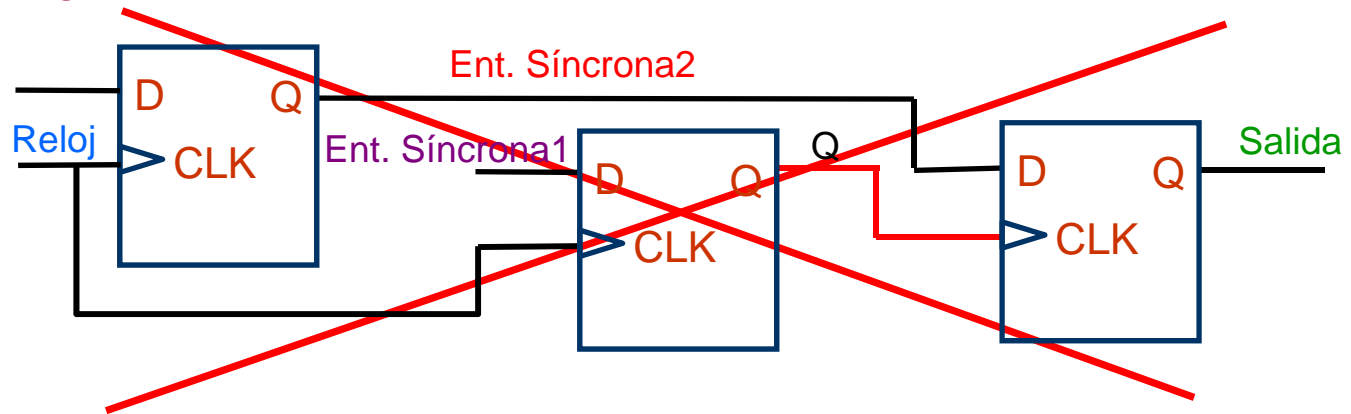 Ent. Síncrona2
D Q
Reloj
CLK
Ent. Síncrona1
D Q
CLK
Q
D Q
CLK
Salida